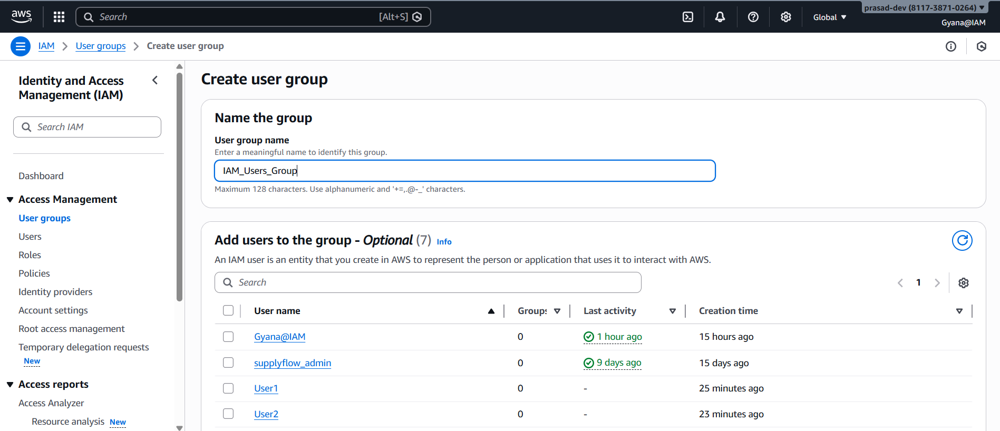 aws
Search
[Alt+S]
Global
prasad-dev (8117-3871-0264)
Gyana@IAM
IAM
User groups
Create user group
Identity and Access
Management (IAM)
Search IAM
Dashboard
Access Management
User groups
Users
Roles
Policies
Identity providers
Account settings
Root access management
Temporary delegation requests
New
Access reports
Access Analyzer
Resource analysis New
Create user group
Name the group
User group name
Enter a meaningful name to identify this group.
IAM_Users_Group
Maximum 128 characters. Use alphanumeric and '+=,.@-_' characters.
Add users to the group - Optional (7) Info
An IAM user is an entity that you create in AWS to represent the person or application that uses it to interact with AWS.
Search
1
User name Groups Last activity Creation time
Gyana@IAM 0 1 hour ago 15 hours ago
supplyflow_admin 0 9 days ago 15 days ago
User1 0 - 25 minutes ago
User2 0 - 23 minutes ago